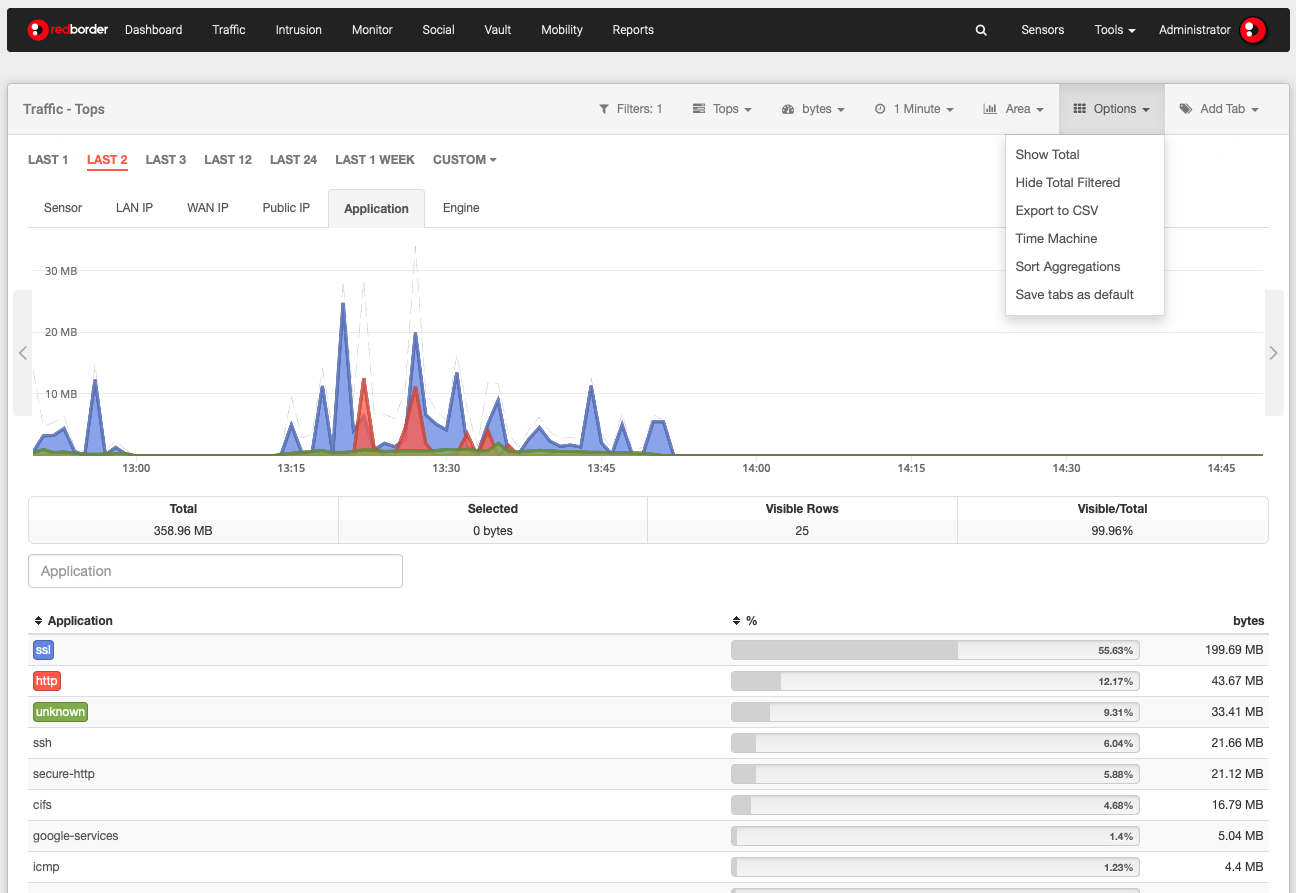 redborder Dashboard Traffic Intrusion Monitor Social Vault Mobility Reports Sensors Tools Administrator
Traffic - Tops Filters: 1 Tops bytes 1 Minute Area Options Add Tab
LAST 1 LAST 2 LAST 3 LAST 12 LAST 24 LAST 1 WEEK CUSTOM
Show Total
Hide Total Filtered
Export to CSV
Time Machine
Sort Aggregations
Save tabs as default
Sensor LAN IP WAN IP Public IP Application Engine
30 MB
20 MB
10 MB
13:00 13:15 13:30 13:45 14:00 14:15 14:30 14:45
Total Selected Visible Rows Visible/Total
358.96 MB 0 bytes 25 99.96%
Application
Application % bytes
ssl 55.63% 199.69 MB
http 12.17% 43.67 MB
unknown 9.31% 33.41 MB
ssh 6.04% 21.66 MB
secure-http 5.88% 21.12 MB
cifs 4.68% 16.79 MB
google-services 1.4% 5.04 MB
icmp 1.23% 4.4 MB